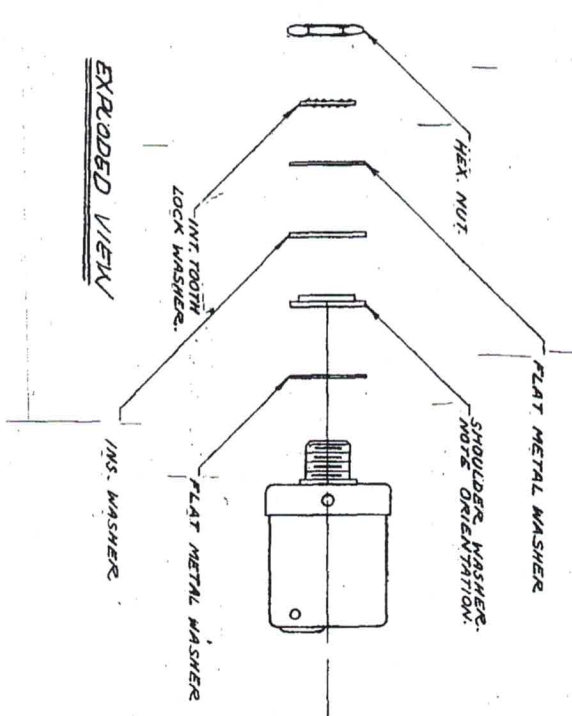 HEX. NUT.
FLAT METAL WASHER
SHOULDER WASHER.
NOTE ORIENTATION.
INT. TOOTH
LOCK WASHER.
INS. WASHER
FLAT METAL WASHER
EXPLODED VIEW